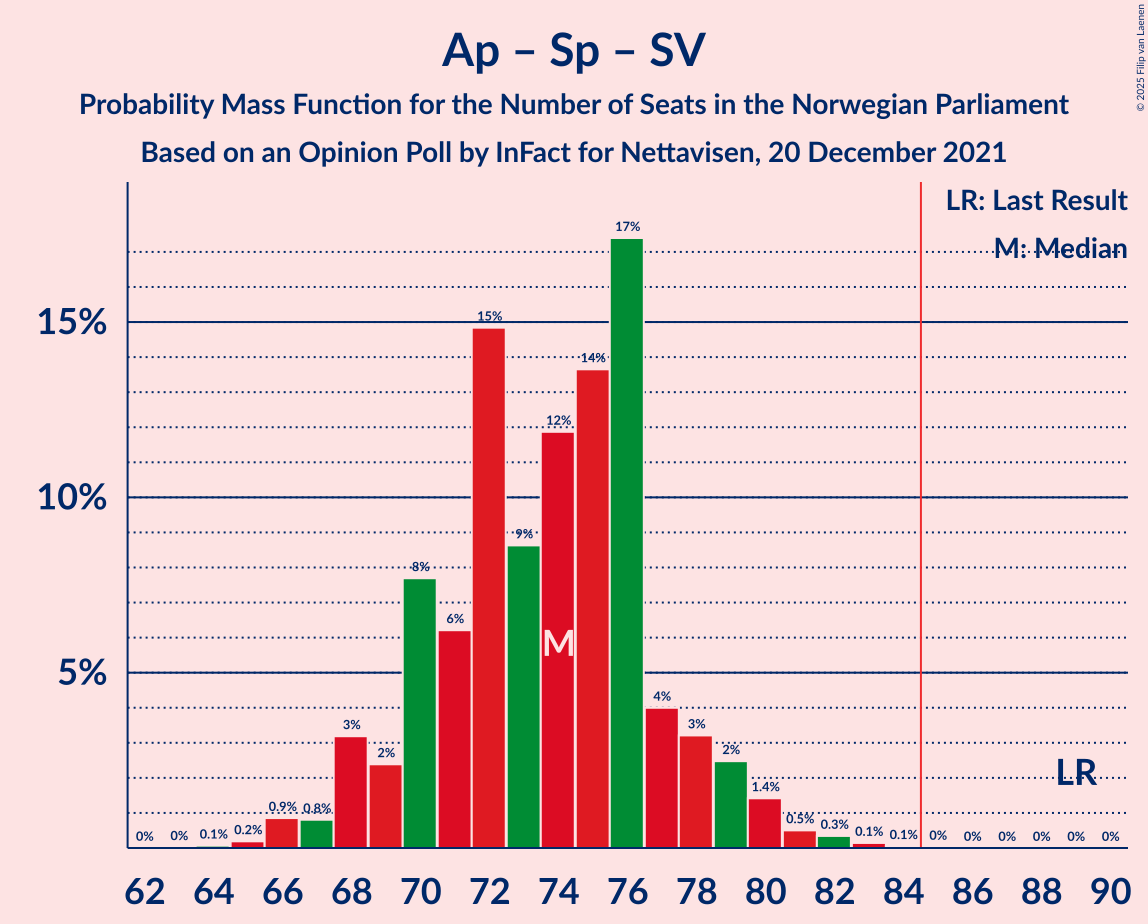 Ap – Sp – SV
Probability Mass Function for the Number of Seats in the Norwegian Parliament
Based on an Opinion Poll by InFact for Nettavisen, 20 December 2021
© 2025 Filip van Laenen
LR: Last Result
M: Median
15%
10%
5%
0% 0% 0.1% 0.2% 0.9% 0.8% 3% 2% 8% 6% 15% 9% 12% 14% 17% 4% 3% 2% 1.4% 0.5% 0.3% 0.1% 0.1% 0% 0% 0% 0% 0% 0%
M
LR
62 64 66 68 70 72 74 76 78 80 82 84 86 88 90